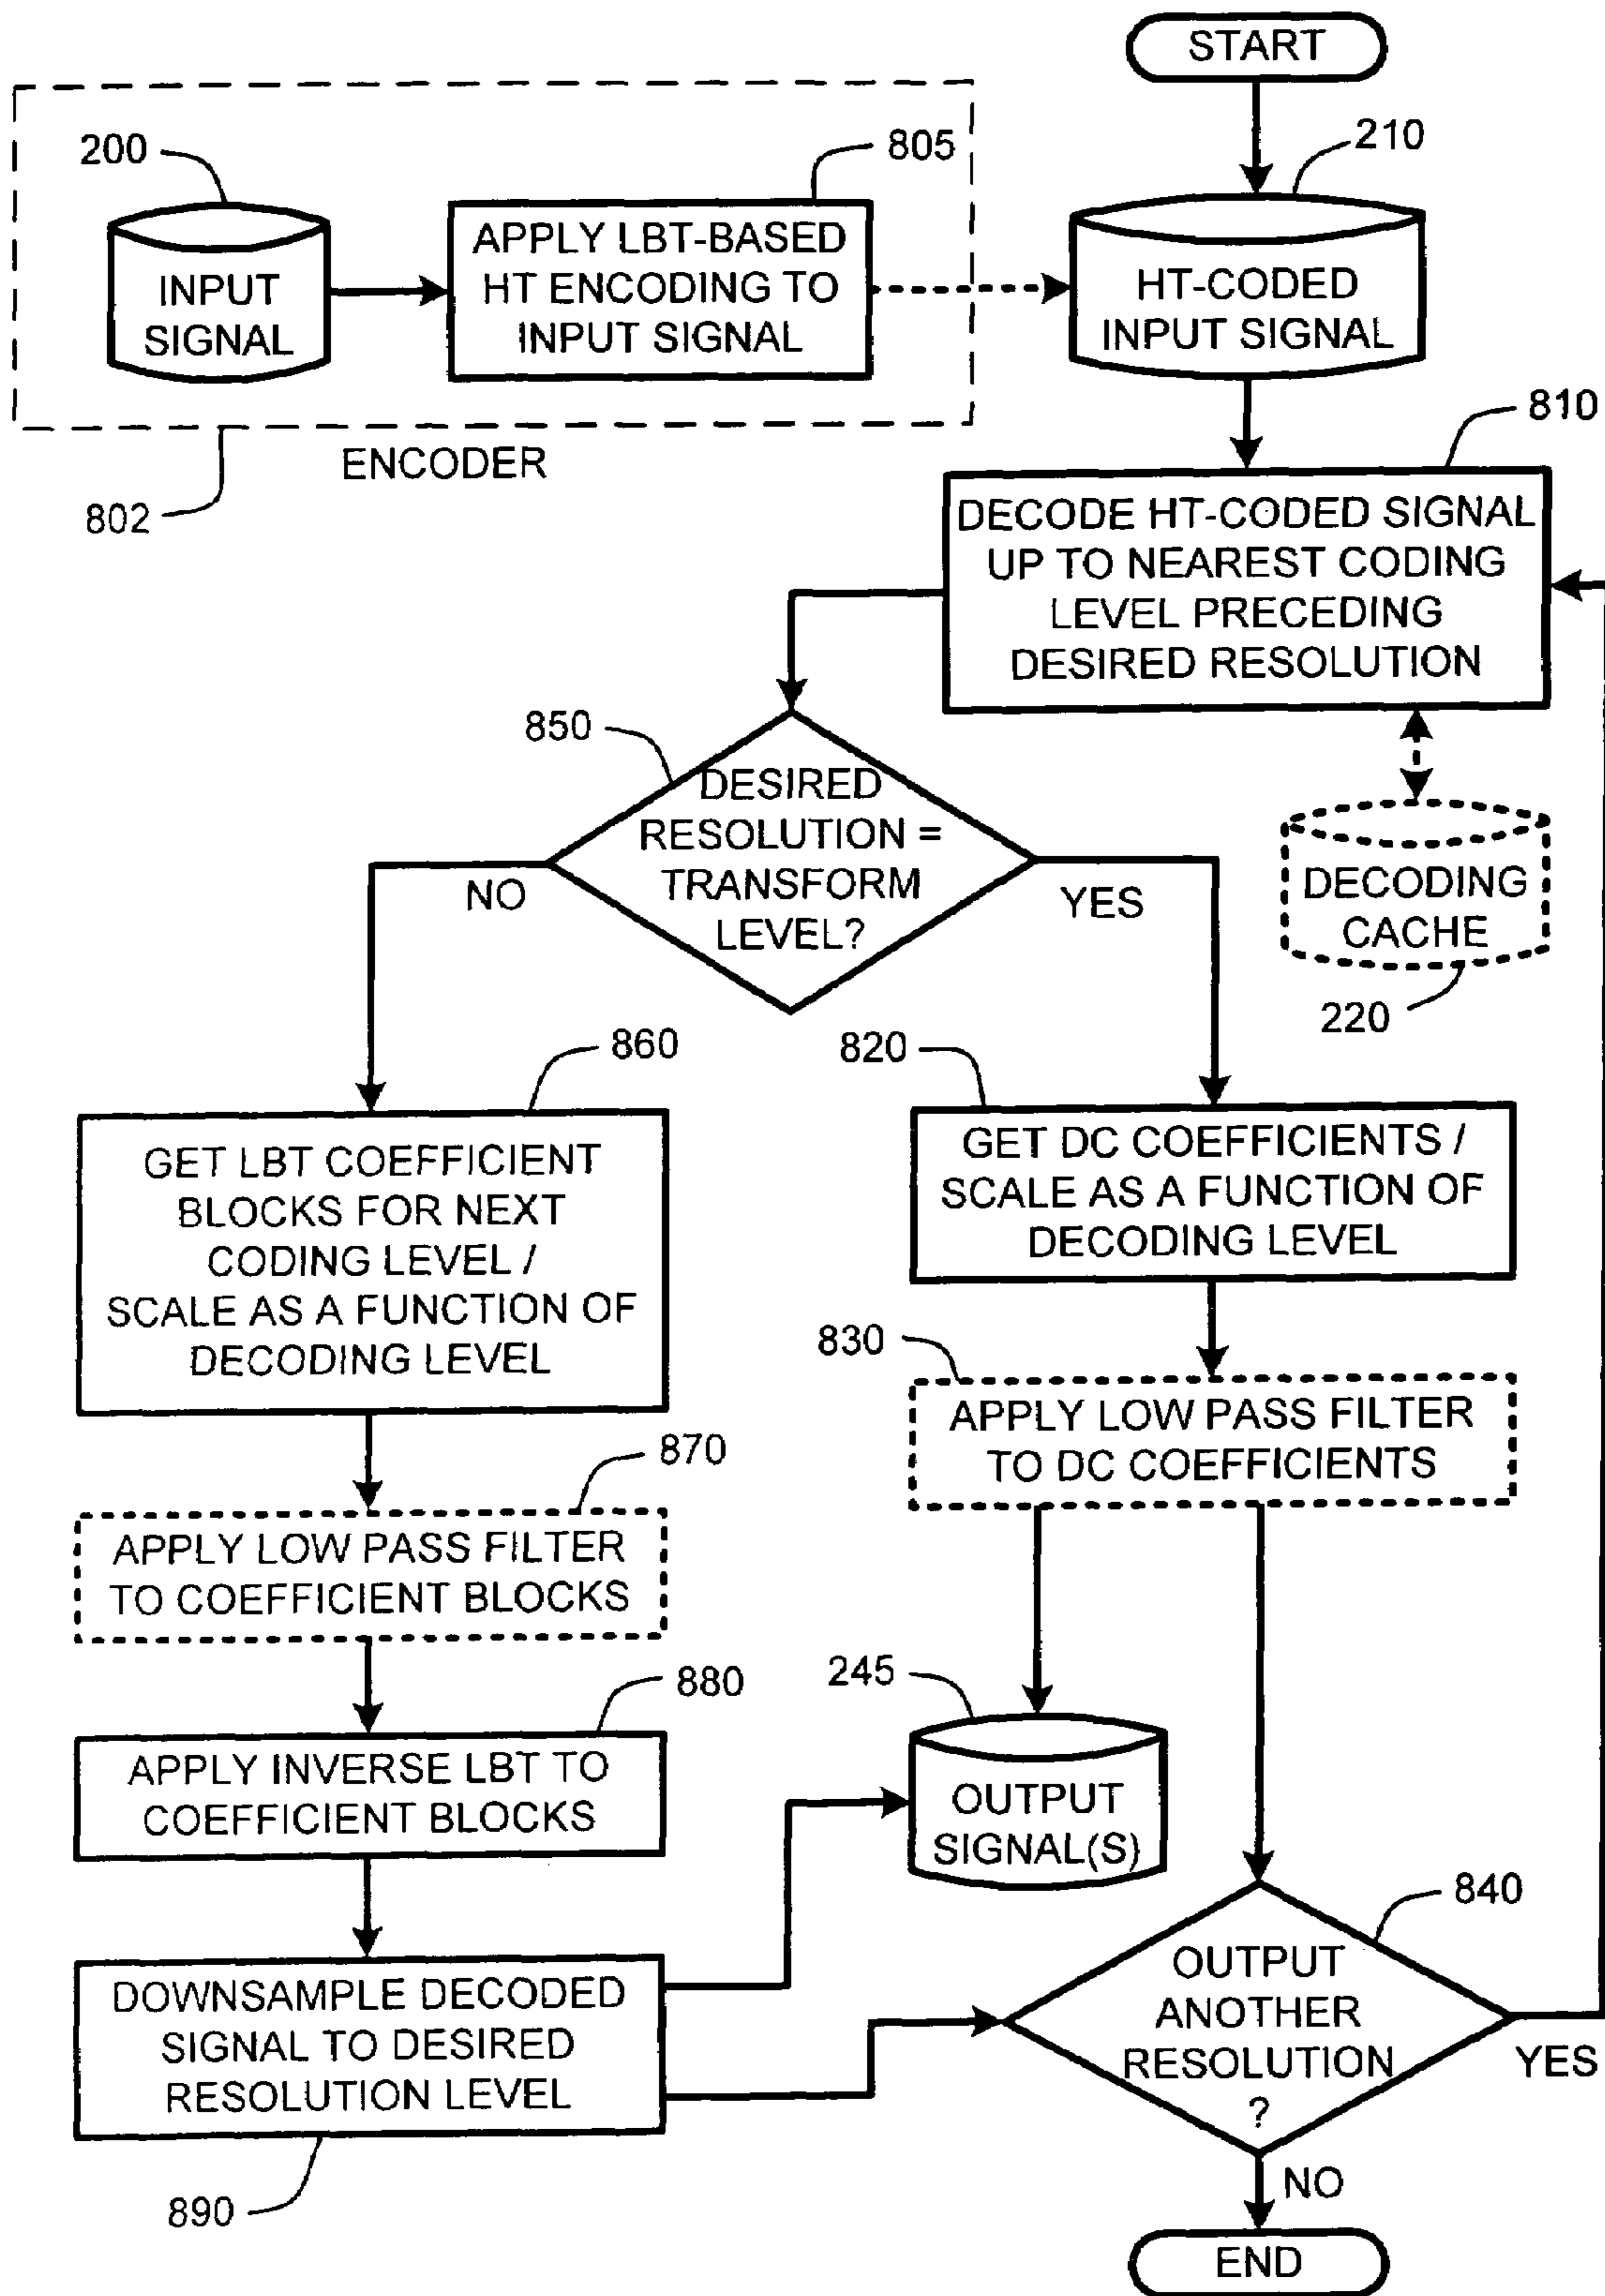 START
200
805
210
INPUT
SIGNAL
APPLY LBT-BASED
HT ENCODING TO
INPUT SIGNAL
HT-CODED
INPUT SIGNAL
ENCODER
802
810
DECODE HT-CODED SIGNAL
UP TO NEAREST CODING
LEVEL PRECEDING
DESIRED RESOLUTION
850
DESIRED
RESOLUTION =
TRANSFORM
LEVEL?
NO
YES
DECODING
CACHE
220
860
GET LBT COEFFICIENT
BLOCKS FOR NEXT
CODING LEVEL /
SCALE AS A FUNCTION OF
DECODING LEVEL
820
GET DC COEFFICIENTS /
SCALE AS A FUNCTION OF
DECODING LEVEL
830
APPLY LOW PASS FILTER
TO DC COEFFICIENTS
870
APPLY LOW PASS FILTER
TO COEFFICIENT BLOCKS
880
APPLY INVERSE LBT TO
COEFFICIENT BLOCKS
245
OUTPUT
SIGNAL(S)
840
OUTPUT
ANOTHER
RESOLUTION
?
YES
DOWNSAMPLE DECODED
SIGNAL TO DESIRED
RESOLUTION LEVEL
890
NO
END